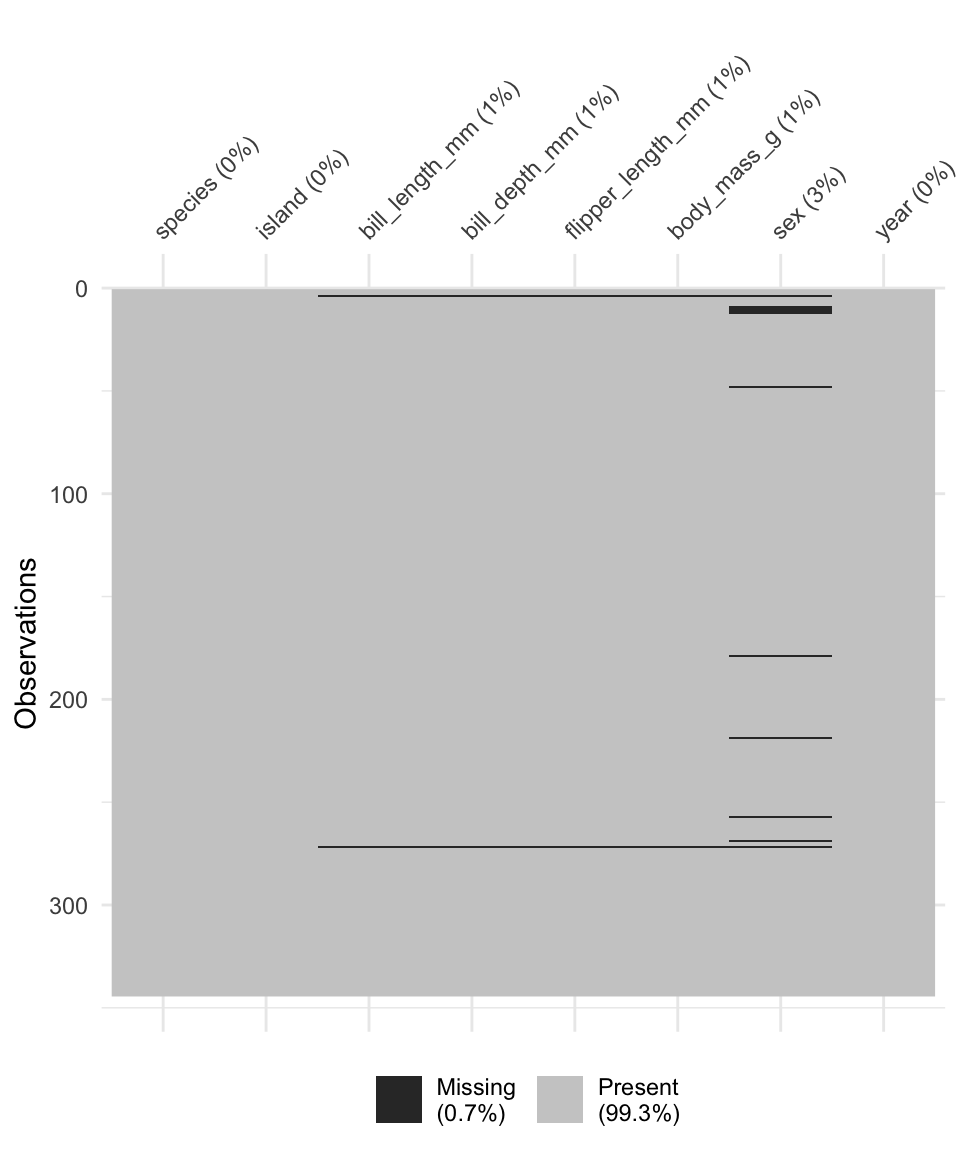 species (0%)
island (0%)
bill_length_mm (1%)
bill_depth_mm (1%)
flipper_length_mm (1%)
body_mass_g (1%)
sex (3%)
year (0%)
0
100
200
300
Observations
Missing
(0.7%)
Present
(99.3%)